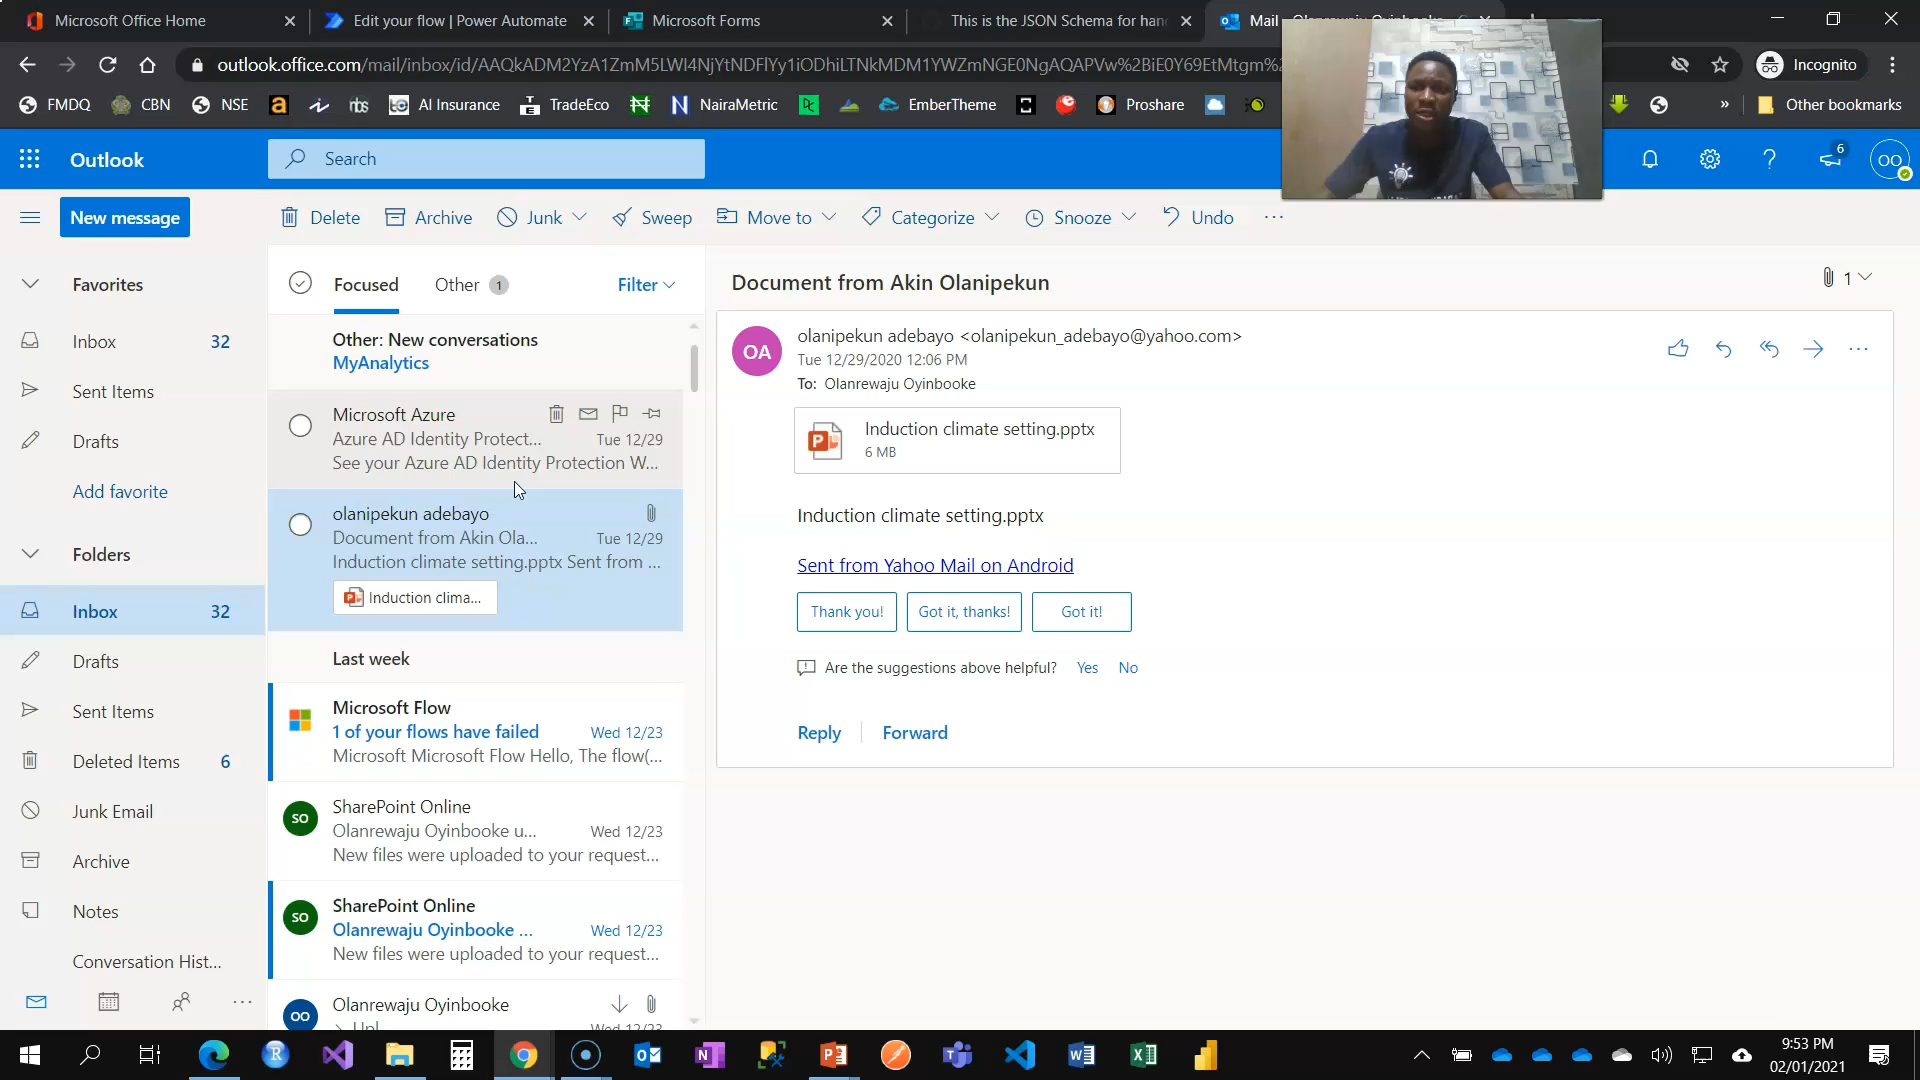 Microsoft Office Home
Edit your flow | Power Automate
Microsoft Forms
This is the JSON Schema for han
Mail
outlook.office.com/mail/inbox/id/
Incognito
FMDQ
CBN
NSE
AI Insurance
TradeEco
NairaMetric
EmberTheme
Proshare
»
Other bookmarks
Outlook
Search
6
OO
New message
Delete
Archive
Junk
Sweep
Move to
Categorize
Snooze
Undo
Favorites
Inbox 32
Sent Items
Drafts
Add favorite
Folders
Inbox 32
Drafts
Sent Items
Deleted Items 6
Junk Email
Archive
Notes
Conversation Hist...
Focused
Other 1
Filter
Other: New conversations
MyAnalytics
Microsoft Azure
Azure AD Identity Protect... Tue 12/29
See your Azure AD Identity Protection W...
olanipekun adebayo
Document from Akin Ola... Tue 12/29
Induction climate setting.pptx Sent from ...
Induction clima...
Last week
Microsoft Flow
1 of your flows have failed Wed 12/23
Microsoft Microsoft Flow Hello, The flow(...
SO
SharePoint Online
Olanrewaju Oyinbooke u... Wed 12/23
New files were uploaded to your request...
SO
SharePoint Online
Olanrewaju Oyinbooke ... Wed 12/23
New files were uploaded to your request...
OO
Olanrewaju Oyinbooke
Wed 12/23
Document from Akin Olanipekun
1
OA
olanipekun adebayo <olanipekun_adebayo@yahoo.com>
Tue 12/29/2020 12:06 PM
To: Olanrewaju Oyinbooke
Induction climate setting.pptx
6 MB
Induction climate setting.pptx
Sent from Yahoo Mail on Android
Thank you!
Got it, thanks!
Got it!
Are the suggestions above helpful? Yes No
Reply
Forward
9:53 PM
02/01/2021